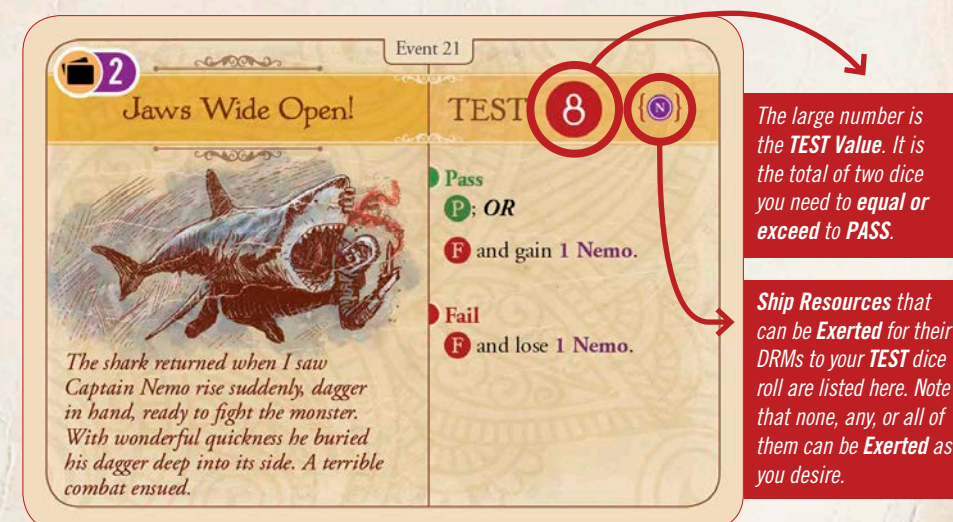 Event 21
2
Jaws Wide Open!
TEST 8 {N}
Pass
P; OR
F and gain 1 Nemo.
Fail
F and lose 1 Nemo.
The shark returned when I saw
Captain Nemo rise suddenly, dagger
in hand, ready to fight the monster.
With wonderful quickness he buried
his dagger deep into its side. A terrible
combat ensued.
The large number is
the TEST Value. It is
the total of two dice
you need to equal or
exceed to PASS.
Ship Resources that
can be Exerted for their
DRMs to your TEST dice
roll are listed here. Note
that none, any, or all of
them can be Exerted as
you desire.